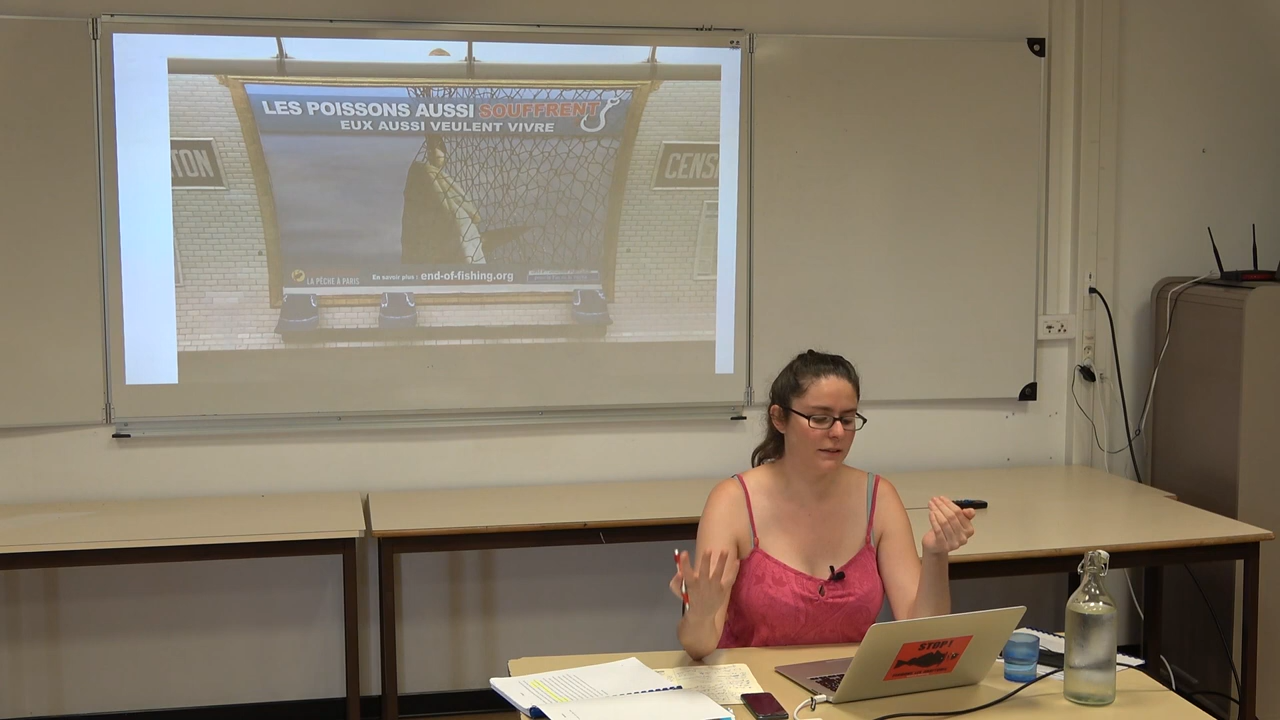 LES POISSONS AUSSI SOUFFRENT
EUX AUSSI VEULENT VIVRE
TON
CENS
LA PÊCHE À PARIS
En savoir plus : end-of-fishing.org
STOP!